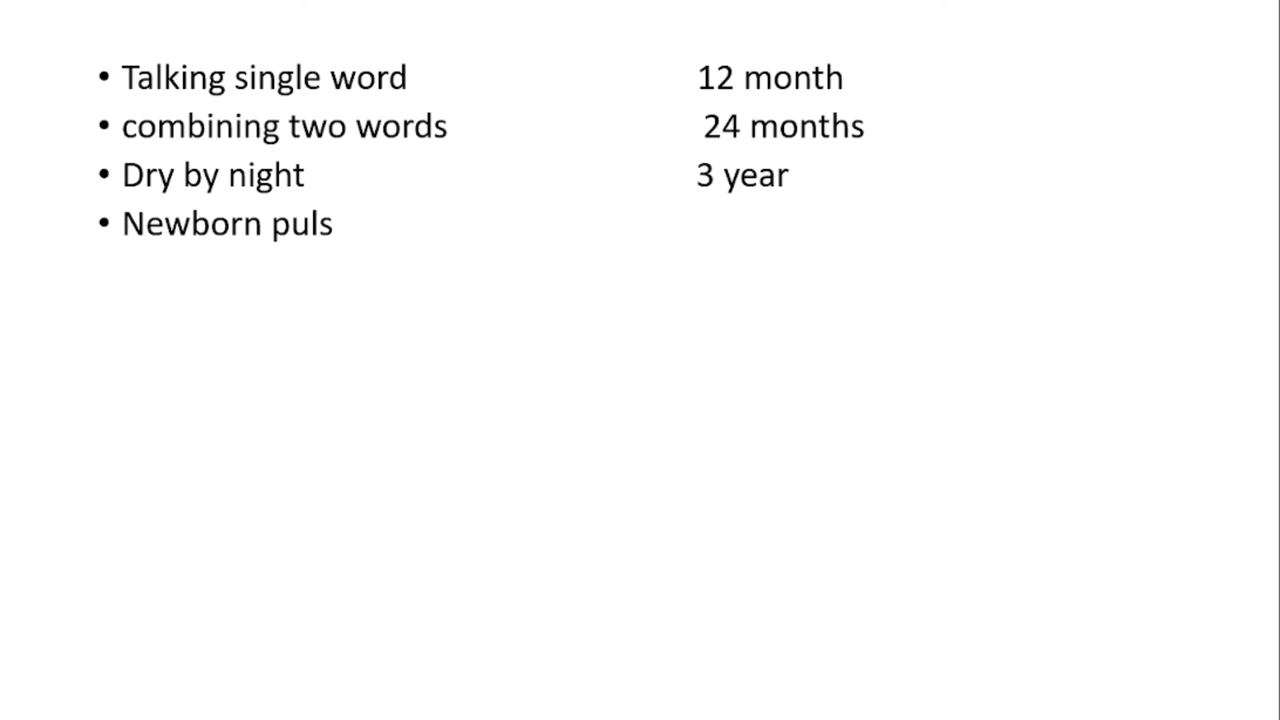 • Talking single word 12 month
• combining two words 24 months
• Dry by night 3 year
• Newborn puls